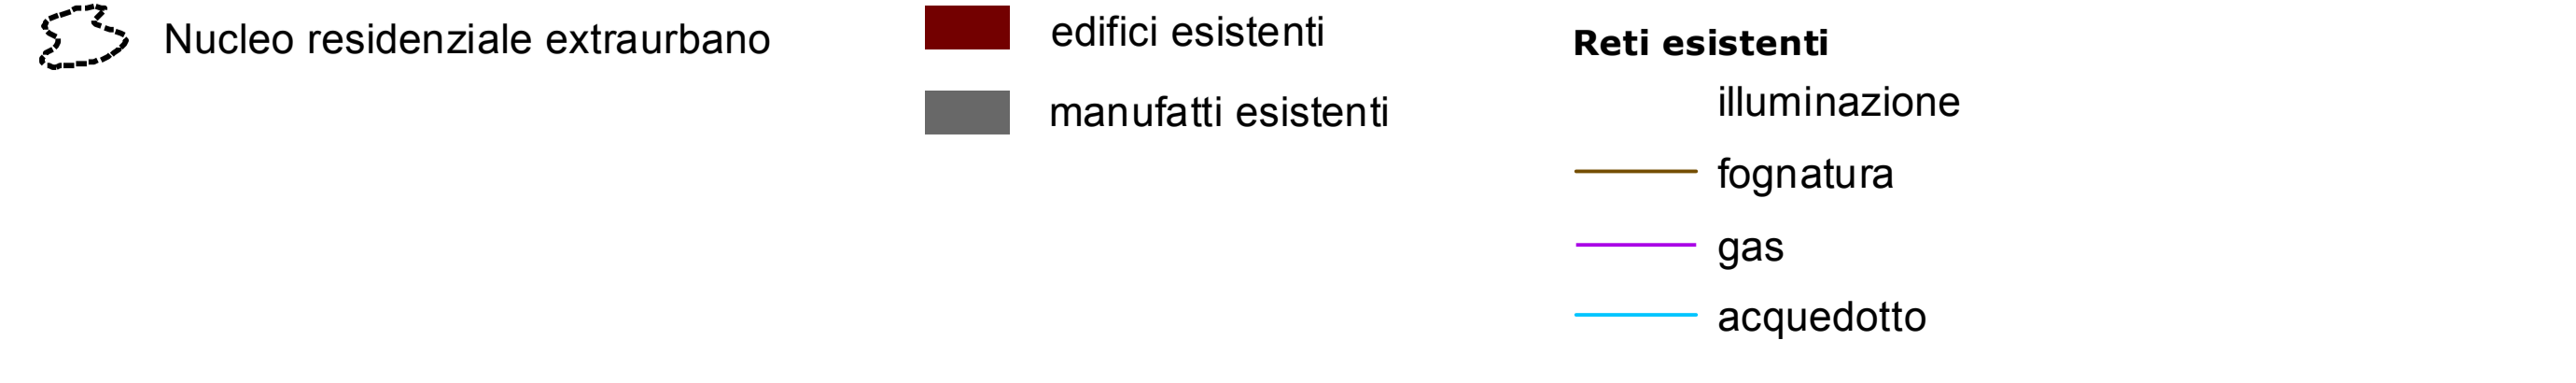 Nucleo residenziale extraurbano
edifici esistenti
manufatti esistenti
Reti esistenti
illuminazione
fognatura
gas
acquedotto